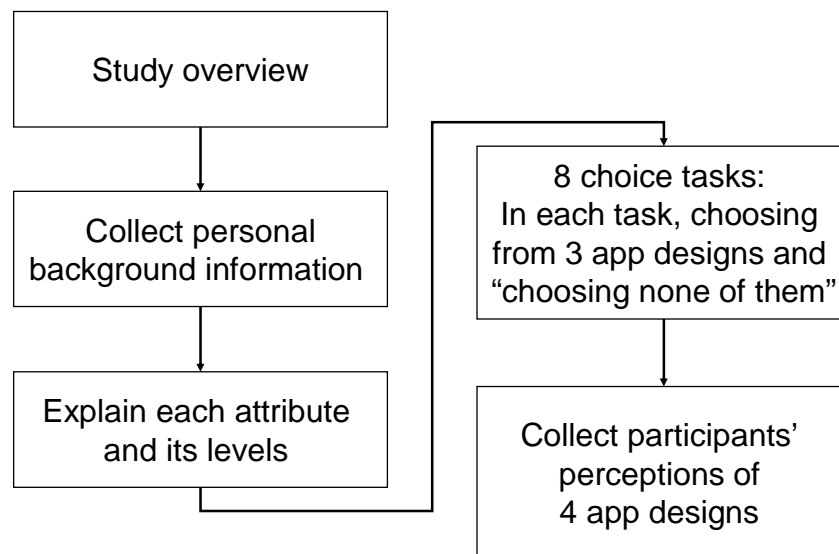 Study overview
Collect personal
background information
Explain each attribute
and its levels
8 choice tasks:
In each task, choosing
from 3 app designs and
“choosing none of them”
Collect participants’
perceptions of
4 app designs